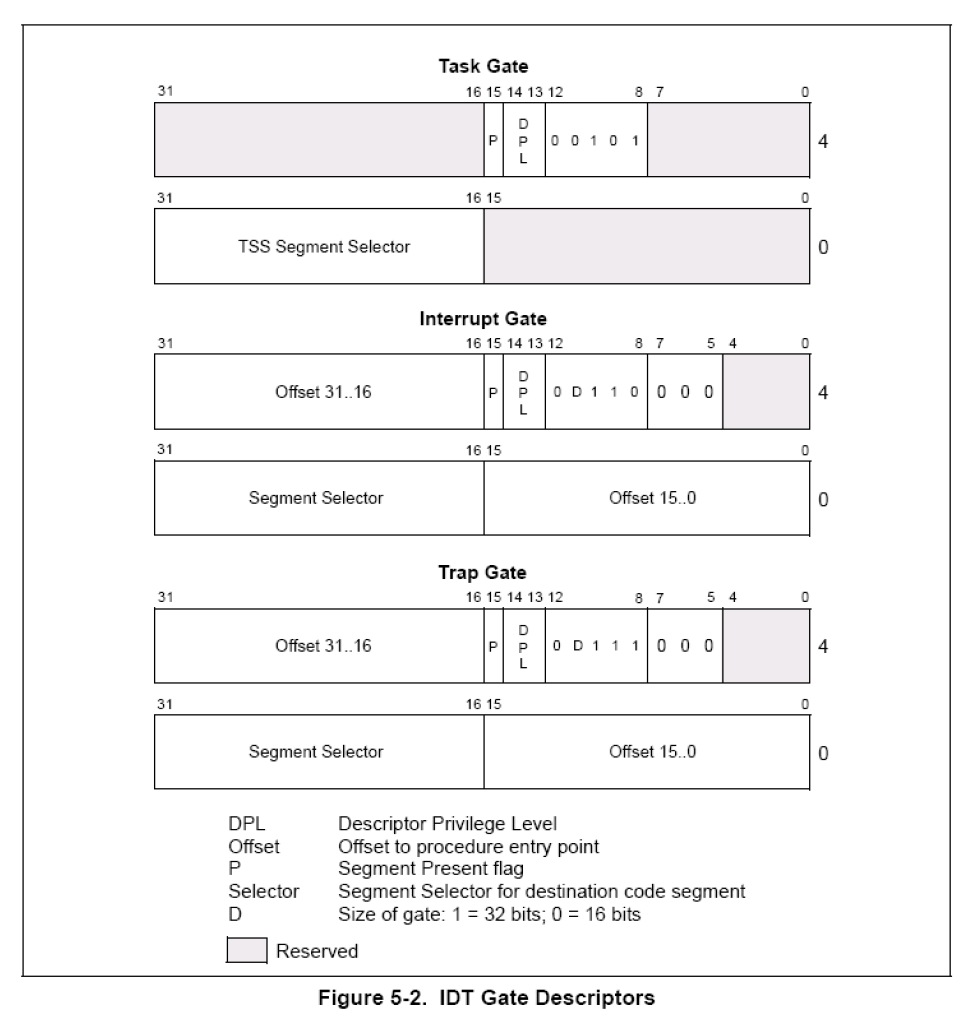 Task Gate
31 16 15 14 13 12 8 7 0
P D P L 0 0 1 0 1 4
31 16 15 0
TSS Segment Selector 0
Interrupt Gate
31 16 15 14 13 12 8 7 5 4 0
Offset 31..16 P D P L 0 D 1 1 0 0 0 0 4
31 16 15 0
Segment Selector Offset 15..0 0
Trap Gate
31 16 15 14 13 12 8 7 5 4 0
Offset 31..16 P D P L 0 D 1 1 1 0 0 0 4
31 16 15 0
Segment Selector Offset 15..0 0
DPL Descriptor Privilege Level
Offset Offset to procedure entry point
P Segment Present flag
Selector Segment Selector for destination code segment
D Size of gate: 1 = 32 bits; 0 = 16 bits
Reserved
Figure 5-2. IDT Gate Descriptors